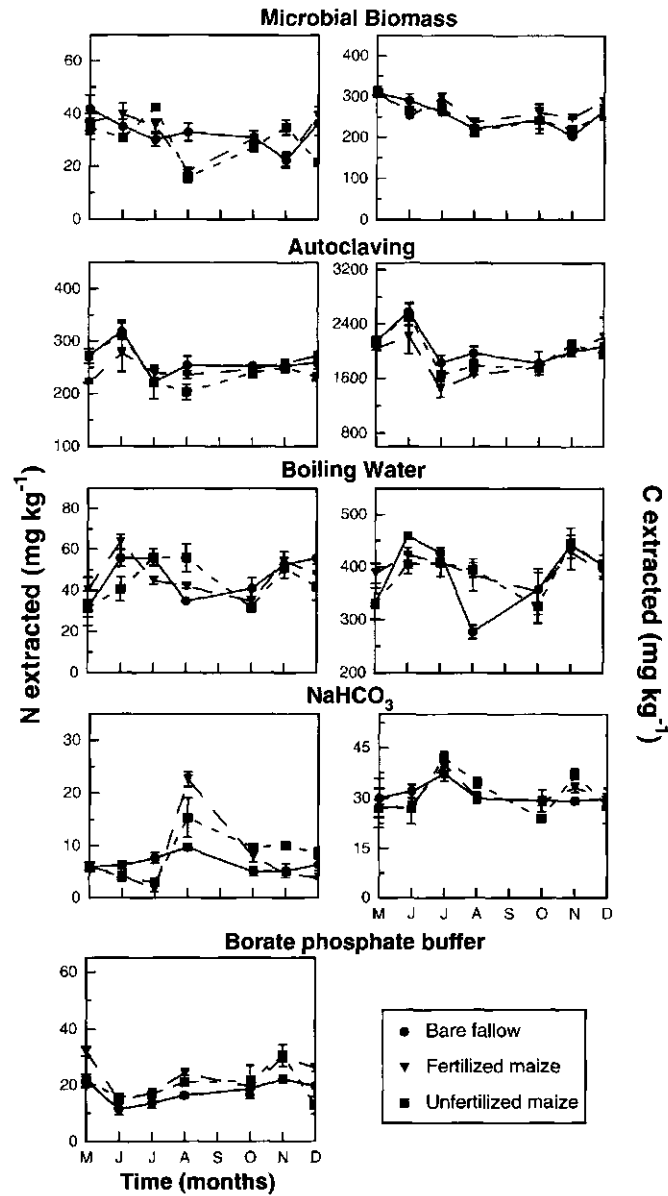 Microbial Biomass
60
40
20
0
450
300
200
100
0
Autoclaving
400
300
200
100
3200
2400
1600
600
Boiling Water
80
60
40
20
0
500
400
300
200
NaHCO3
30
20
10
0
45
30
15
0
M J J A S O N D
Borate phosphate buffer
60
40
20
0
M J J A S O N D
Time (months)
N extracted (mg kg-1)
C extracted (mg kg-1)
Bare fallow
Fertilized maize
Unfertilized maize